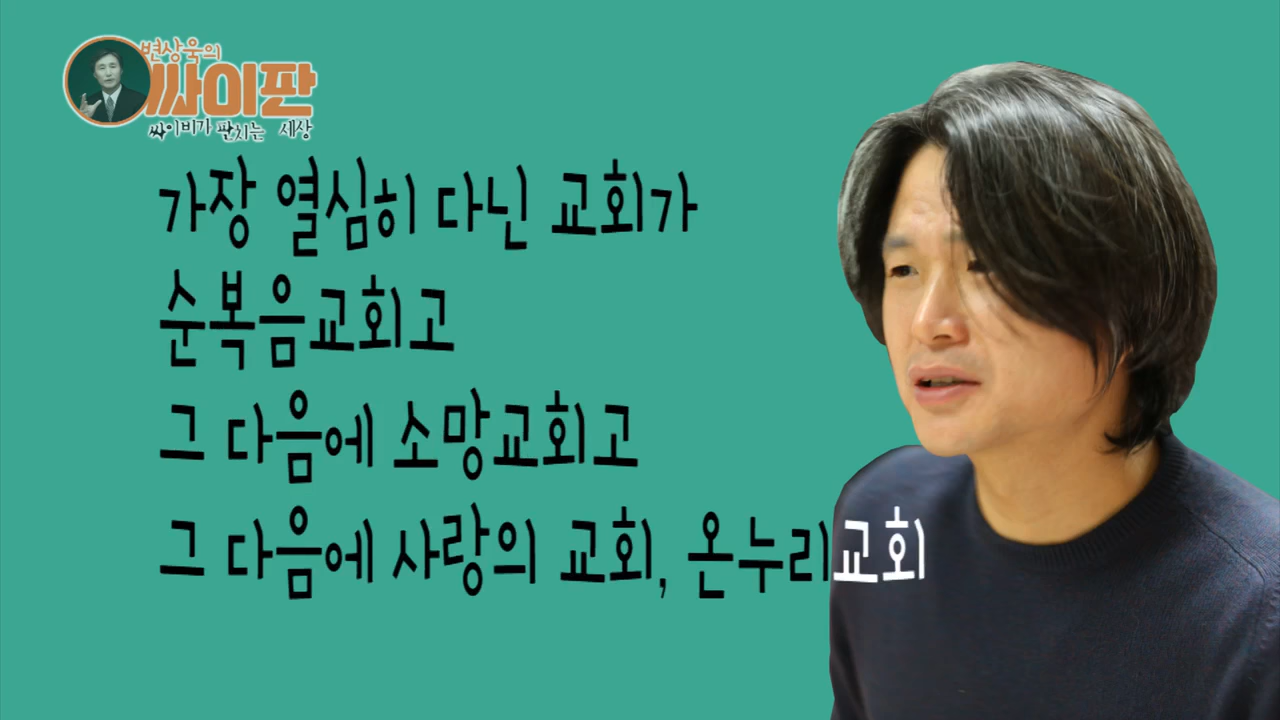 변상욱의
싸이판
싸이비가 판치는 세상
가장 열심히 다닌 교회가
순복음교회고
그 다음에 소망교회고
그 다음에 사랑의 교회, 온누리교회